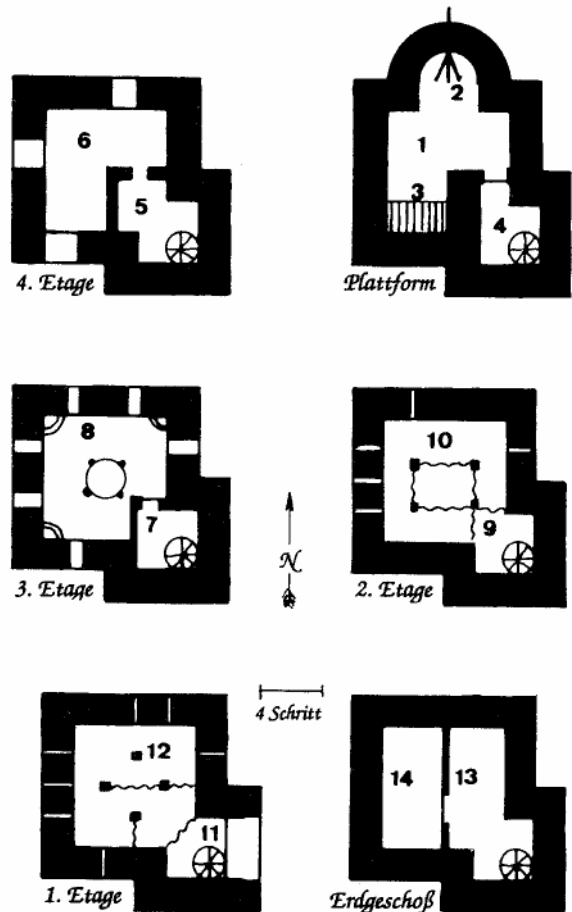 6
5
4. Etage
2
1
3
4
Plattform
8
7
3. Etage
N
10
9
2. Etage
4 Schritt
12
11
1. Etage
14 13
Erdgeschoß